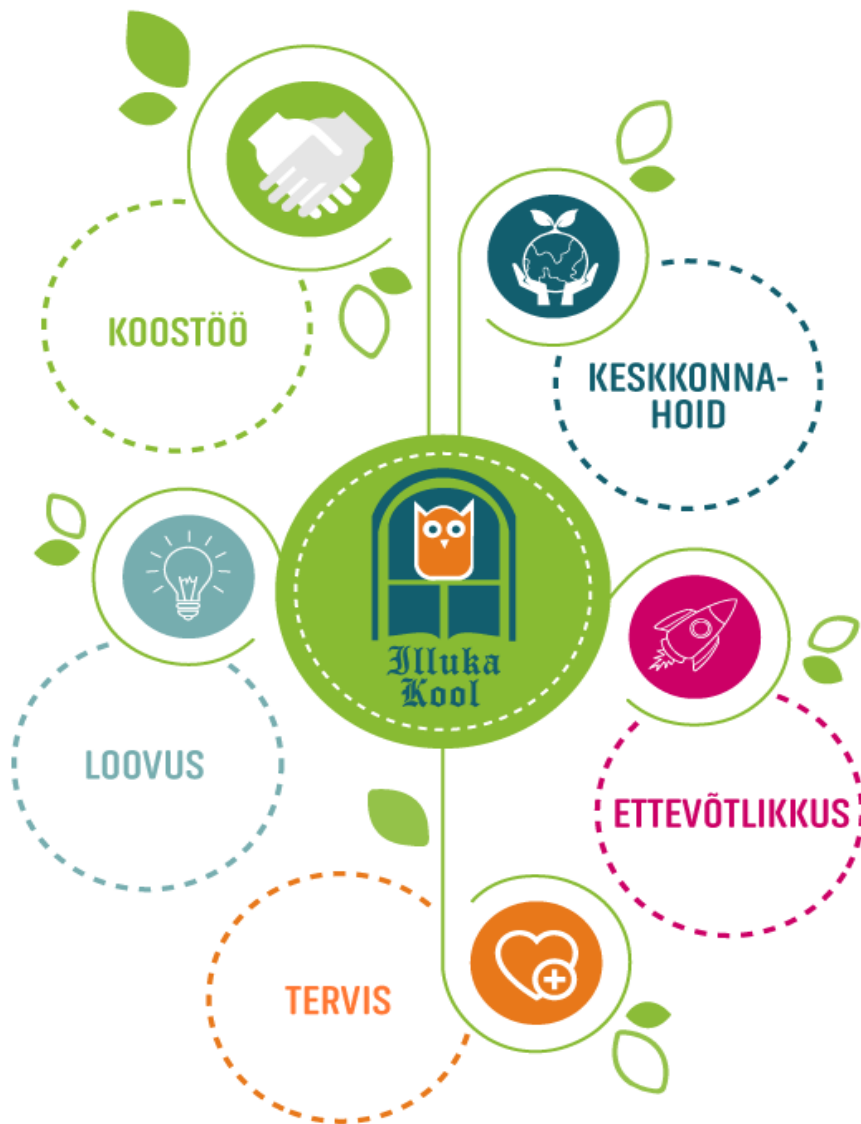 KOOSTÖÖ
KESKKONNA-
HOID
Illuka
Kool
LOOVUS
ETTEVÕTLIKKUS
TERVIS